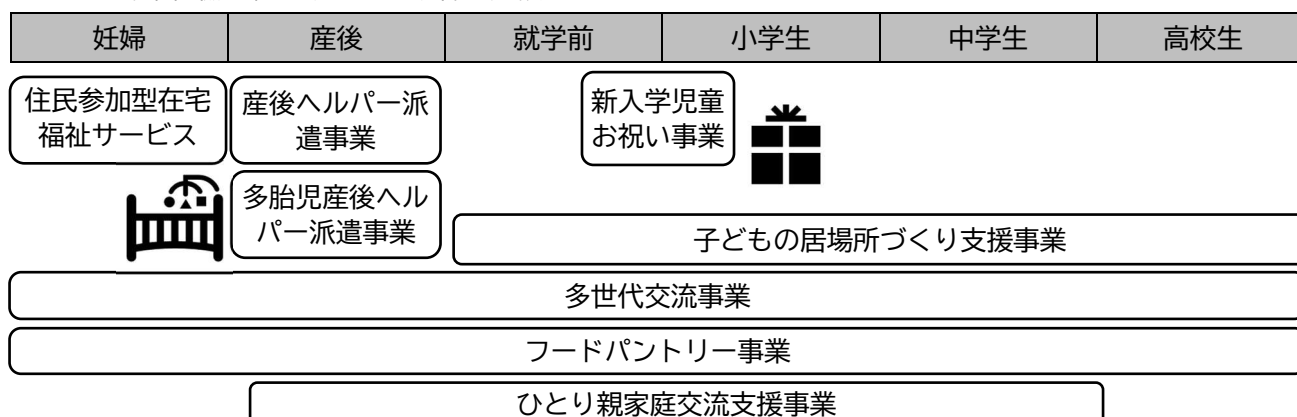 妊婦 産後 就学前 小学生 中学生 高校生
住民参加型在宅
福祉サービス
産後ヘルパー派
遣事業
新入学児童
お祝い事業
多胎児産後ヘル
パー派遣事業
子どもの居場所づくり支援事業
多世代交流事業
フードパントリー事業
ひとり親家庭交流支援事業